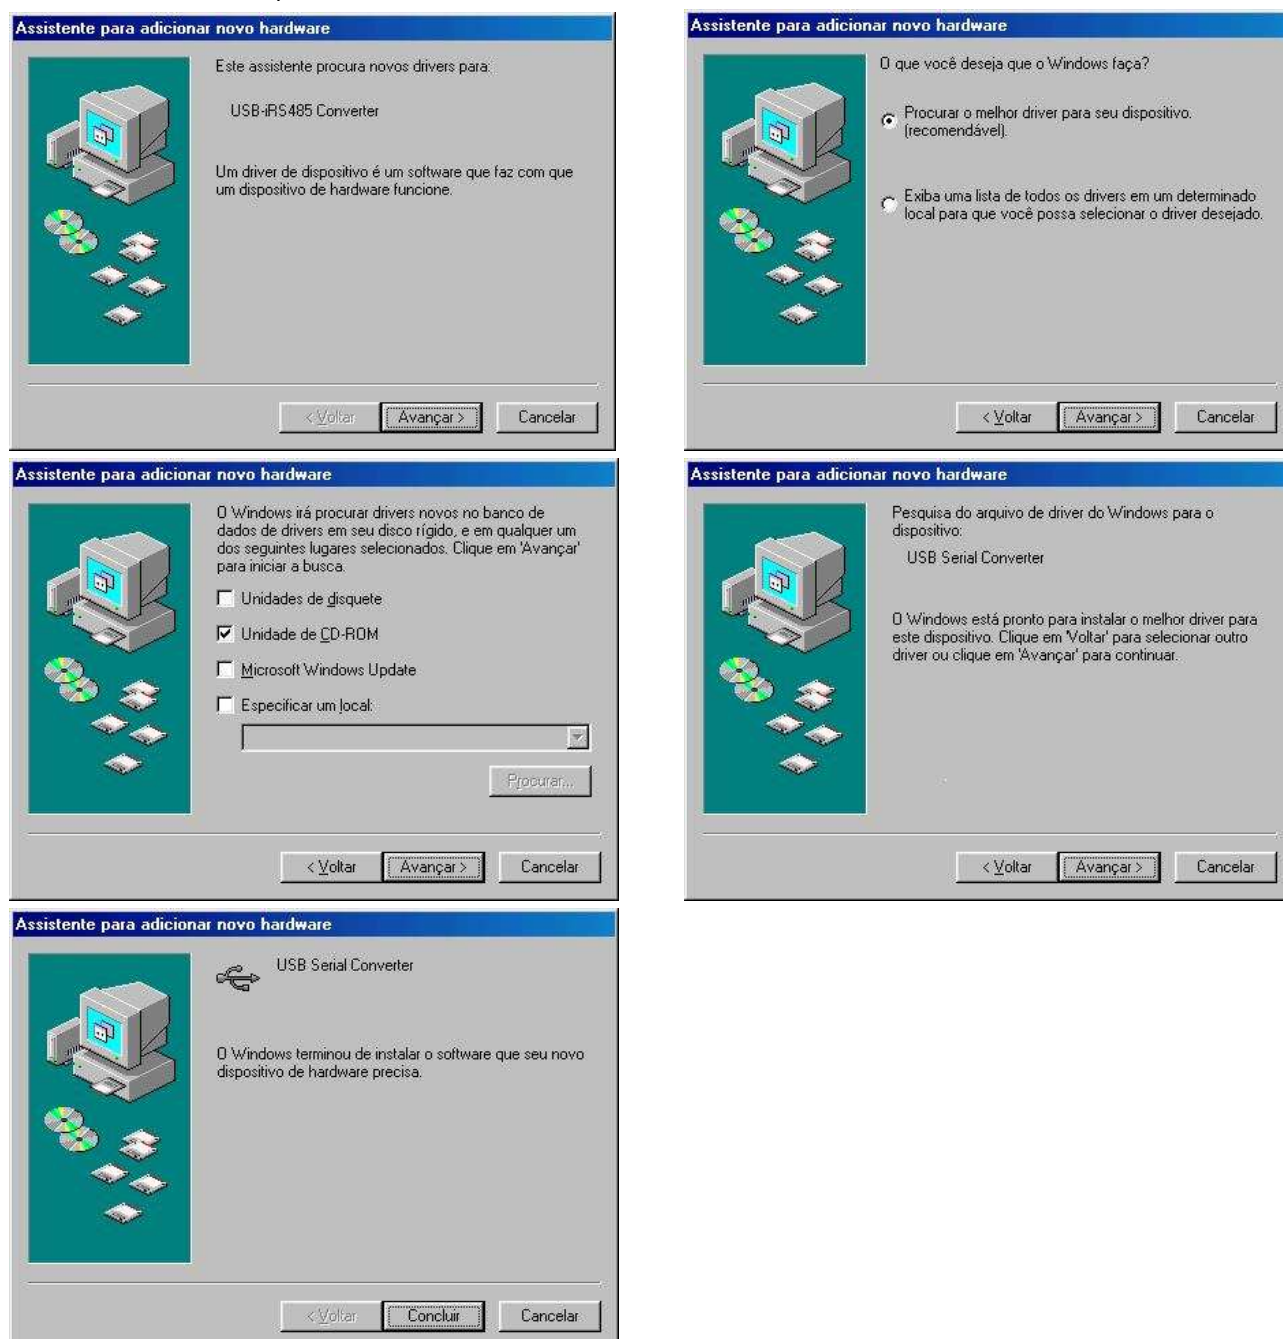 Assistente para adicionar novo hardware
Este assistente procura novos drivers para:
USB-iRS485 Converter
Um driver de dispositivo é um software que faz com que
um dispositivo de hardware funcione.
< Voltar
Avançar >
Cancelar
Assistente para adicionar novo hardware
O que você deseja que o Windows faça?
Procurar o melhor driver para seu dispositivo.
(recomendável).
Exiba uma lista de todos os drivers em um determinado
local para que você possa selecionar o driver desejado.
< Voltar
Avançar >
Cancelar
Assistente para adicionar novo hardware
O Windows irá procurar drivers novos no banco de
dados de drivers em seu disco rígido, e em qualquer um
dos seguintes lugares selecionados. Clique em 'Avançar'
para iniciar a busca.
Unidades de disquete
Unidade de CD-ROM
Microsoft Windows Update
Especificar um local:
Procurar...
< Voltar
Avançar >
Cancelar
Assistente para adicionar novo hardware
Pesquisa do arquivo de driver do Windows para o
dispositivo:
USB Serial Converter
O Windows está pronto para instalar o melhor driver para
este dispositivo. Clique em 'Voltar' para selecionar outro
driver ou clique em 'Avançar' para continuar.
< Voltar
Avançar >
Cancelar
Assistente para adicionar novo hardware
USB Serial Converter
O Windows terminou de instalar o software que seu novo
dispositivo de hardware precisa.
< Voltar
Concluir
Cancelar